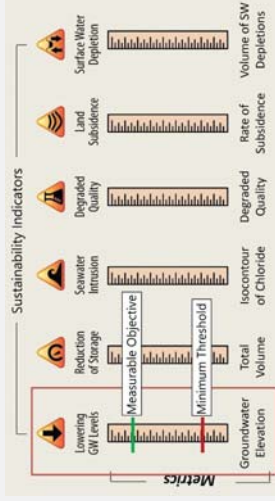 Sustainability Indicators
Lowering
GW Levels
Reduction
of Storage
Seawater
Intrusion
Degraded
Quality
Land
Subsidence
Surface Water
Depletion
Measurable Objective
Minimum Threshold
Metrics
Groundwater
Elevation
Total
Volume
Isocontour
of Chloride
Degraded
Quality
Rate of
Subsidence
Volume of SW
Depletions